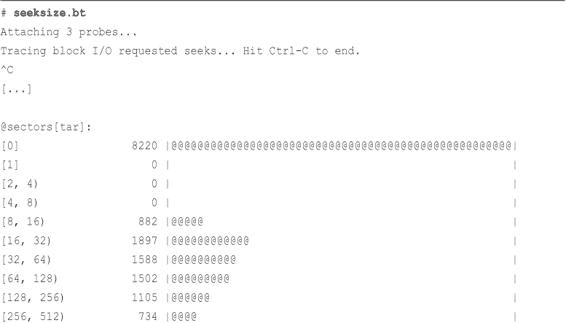 # seeksize.bt
Attaching 3 probes...
Tracing block I/O requested seeks... Hit Ctrl-C to end.
^C
[...]
@sectors[tar]:
[0]                 8220 |@@@@@@@@@@@@@@@@@@@@@@@@@@@@@@@@@@@@@@@@@@@@@@@@@@@@|
[1]                    0 |                                                    |
[2, 4)                 0 |                                                    |
[4, 8)                 0 |                                                    |
[8, 16)              882 |@@@@@                                               |
[16, 32)            1897 |@@@@@@@@@@@@                                        |
[32, 64)            1588 |@@@@@@@@@@                                          |
[64, 128)           1502 |@@@@@@@@@                                           |
[128, 256)          1105 |@@@@@@                                              |
[256, 512)           734 |@@@@                                                |